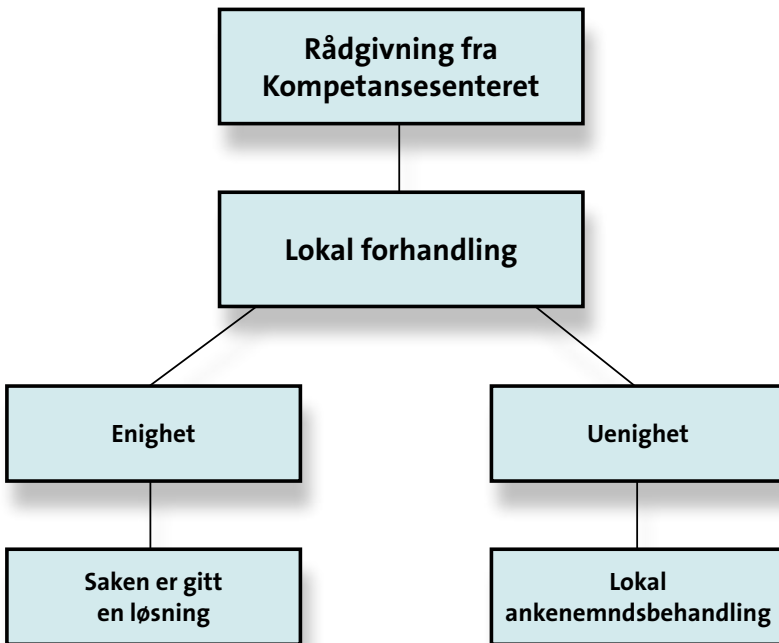 Rådgivning fra
Kompetansesenteret
Lokal forhandling
Enighet
Uenighet
Saken er gitt
en løsning
Lokal
ankenemndsbehandling